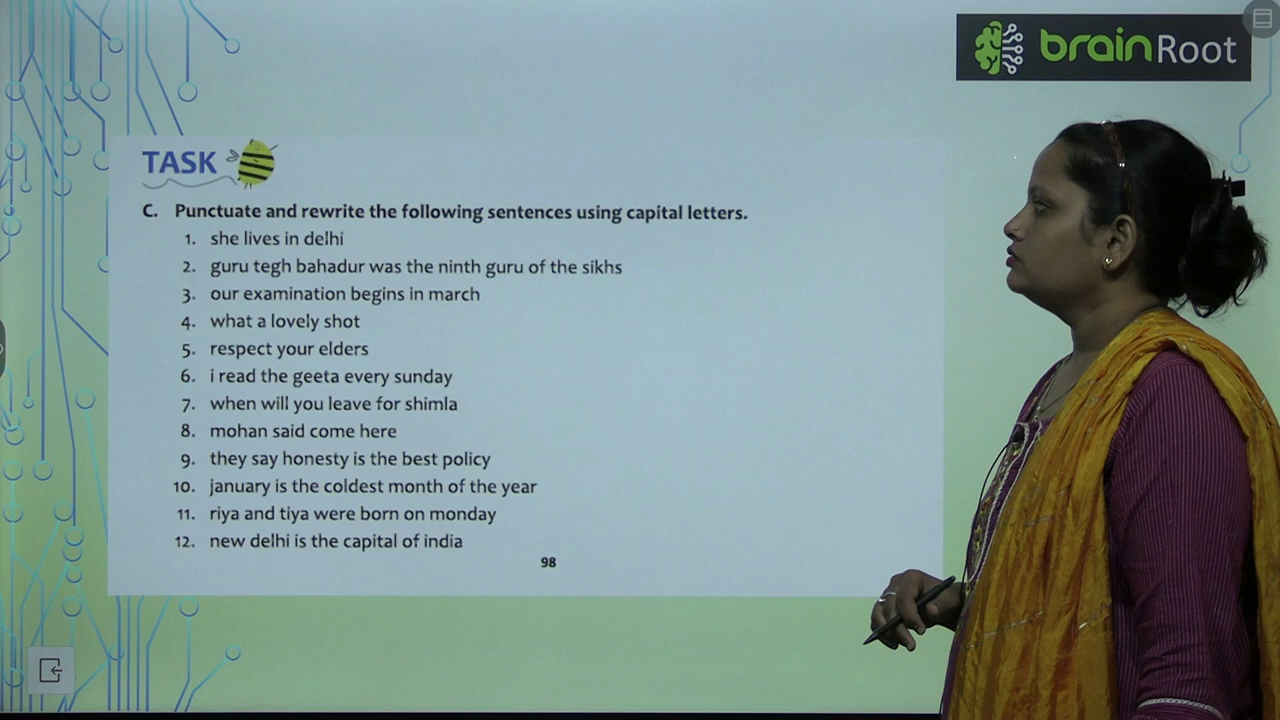 brainRoot
TASK
C. Punctuate and rewrite the following sentences using capital letters.
1. she lives in delhi
2. guru tegh bahadur was the ninth guru of the sikhs
3. our examination begins in march
4. what a lovely shot
5. respect your elders
6. i read the geeta every sunday
7. when will you leave for shimla
8. mohan said come here
9. they say honesty is the best policy
10. january is the coldest month of the year
11. riya and tiya were born on monday
12. new delhi is the capital of india
98